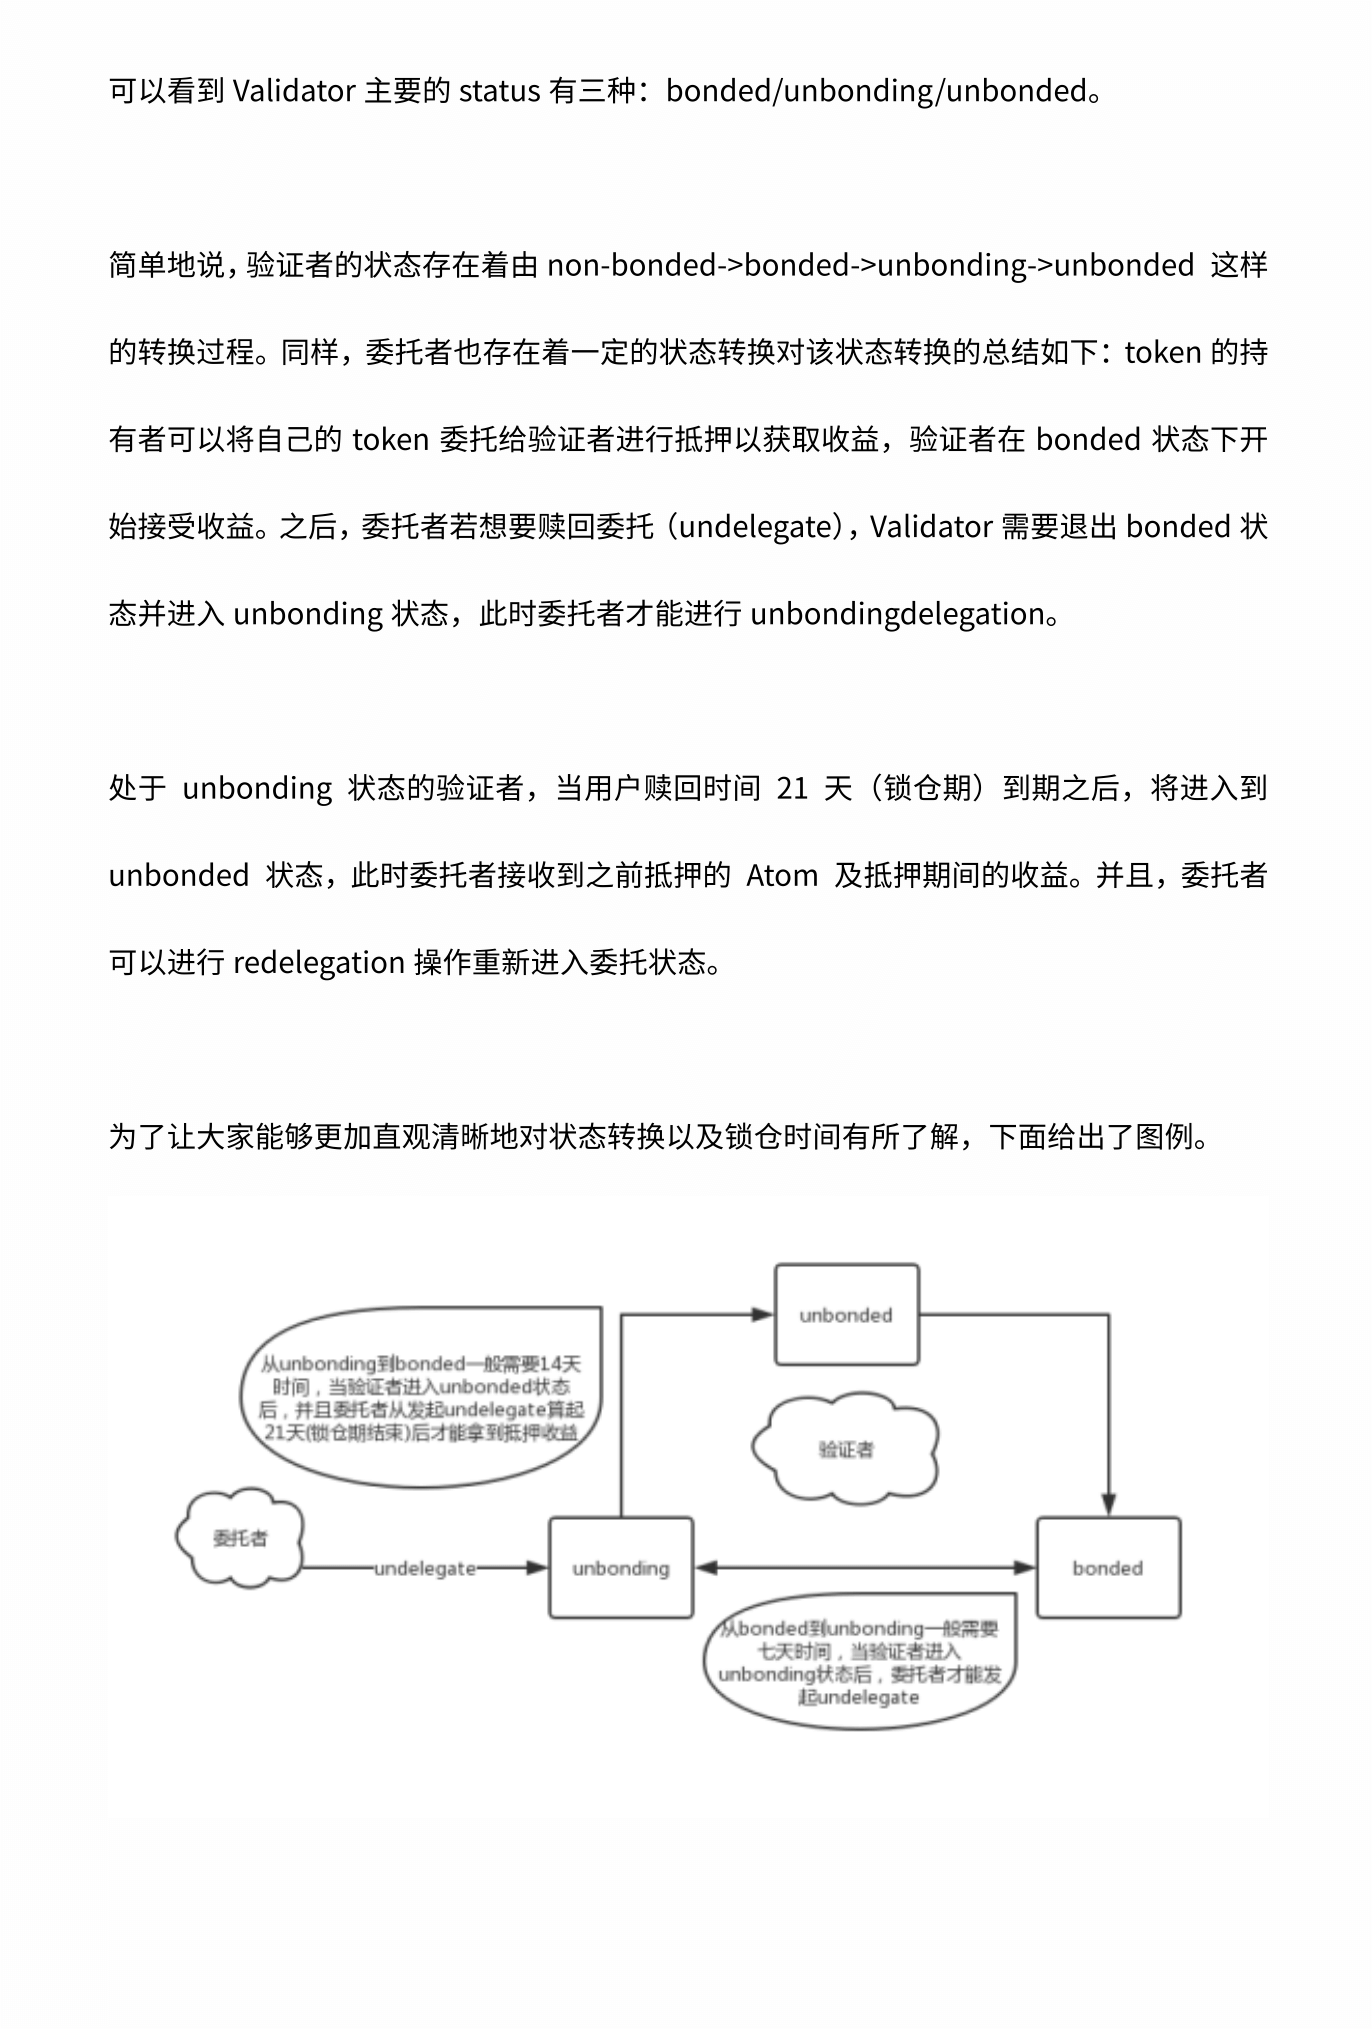 可以看到 Validator 主要的 status 有三种：bonded/unbonding/unbonded。
简单地说，验证者的状态存在着由 non-bonded->bonded->unbonding->unbonded 这样
的转换过程。同样，委托者也存在着一定的状态转换对该状态转换的总结如下：token 的持
有者可以将自己的 token 委托给验证者进行抵押以获取收益，验证者在 bonded 状态下开
始接受收益。之后，委托者若想要赎回委托（undelegate），Validator 需要退出 bonded 状
态并进入 unbonding 状态，此时委托者才能进行 unbondingdelegation。
处于 unbonding 状态的验证者，当用户赎回时间 21 天（锁仓期）到期之后，将进入到
unbonded 状态，此时委托者接收到之前抵押的 Atom 及抵押期间的收益。并且，委托者
可以进行 redelegation 操作重新进入委托状态。
为了让大家能够更加直观清晰地对状态转换以及锁仓时间有所了解，下面给出了图例。
unbonded
从unbonding到bonded一般需要14天
时间，当验证者进入unbonded状态
后，并且委托者从发起undelegate算起
21天(锁仓期结束)后才能拿到抵押收益
验证者
委托者
undelegate
unbonding
bonded
从bonded到unbonding一般需要
七天时间，当验证者进入
unbonding状态后，委托者才能发
起undelegate